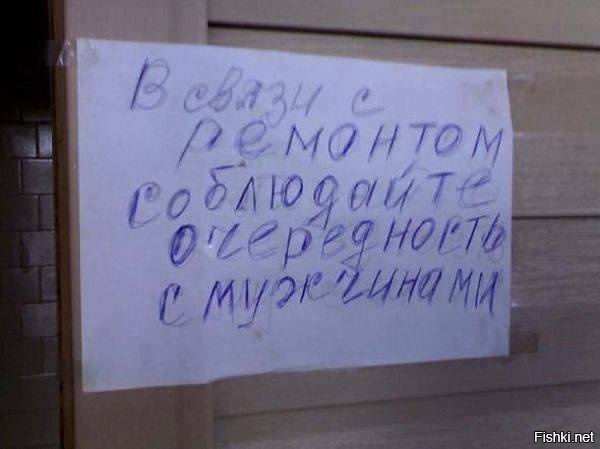 В связи с
ремонтом
соблюдайте
очередность
с мужчинами
Fishki.net